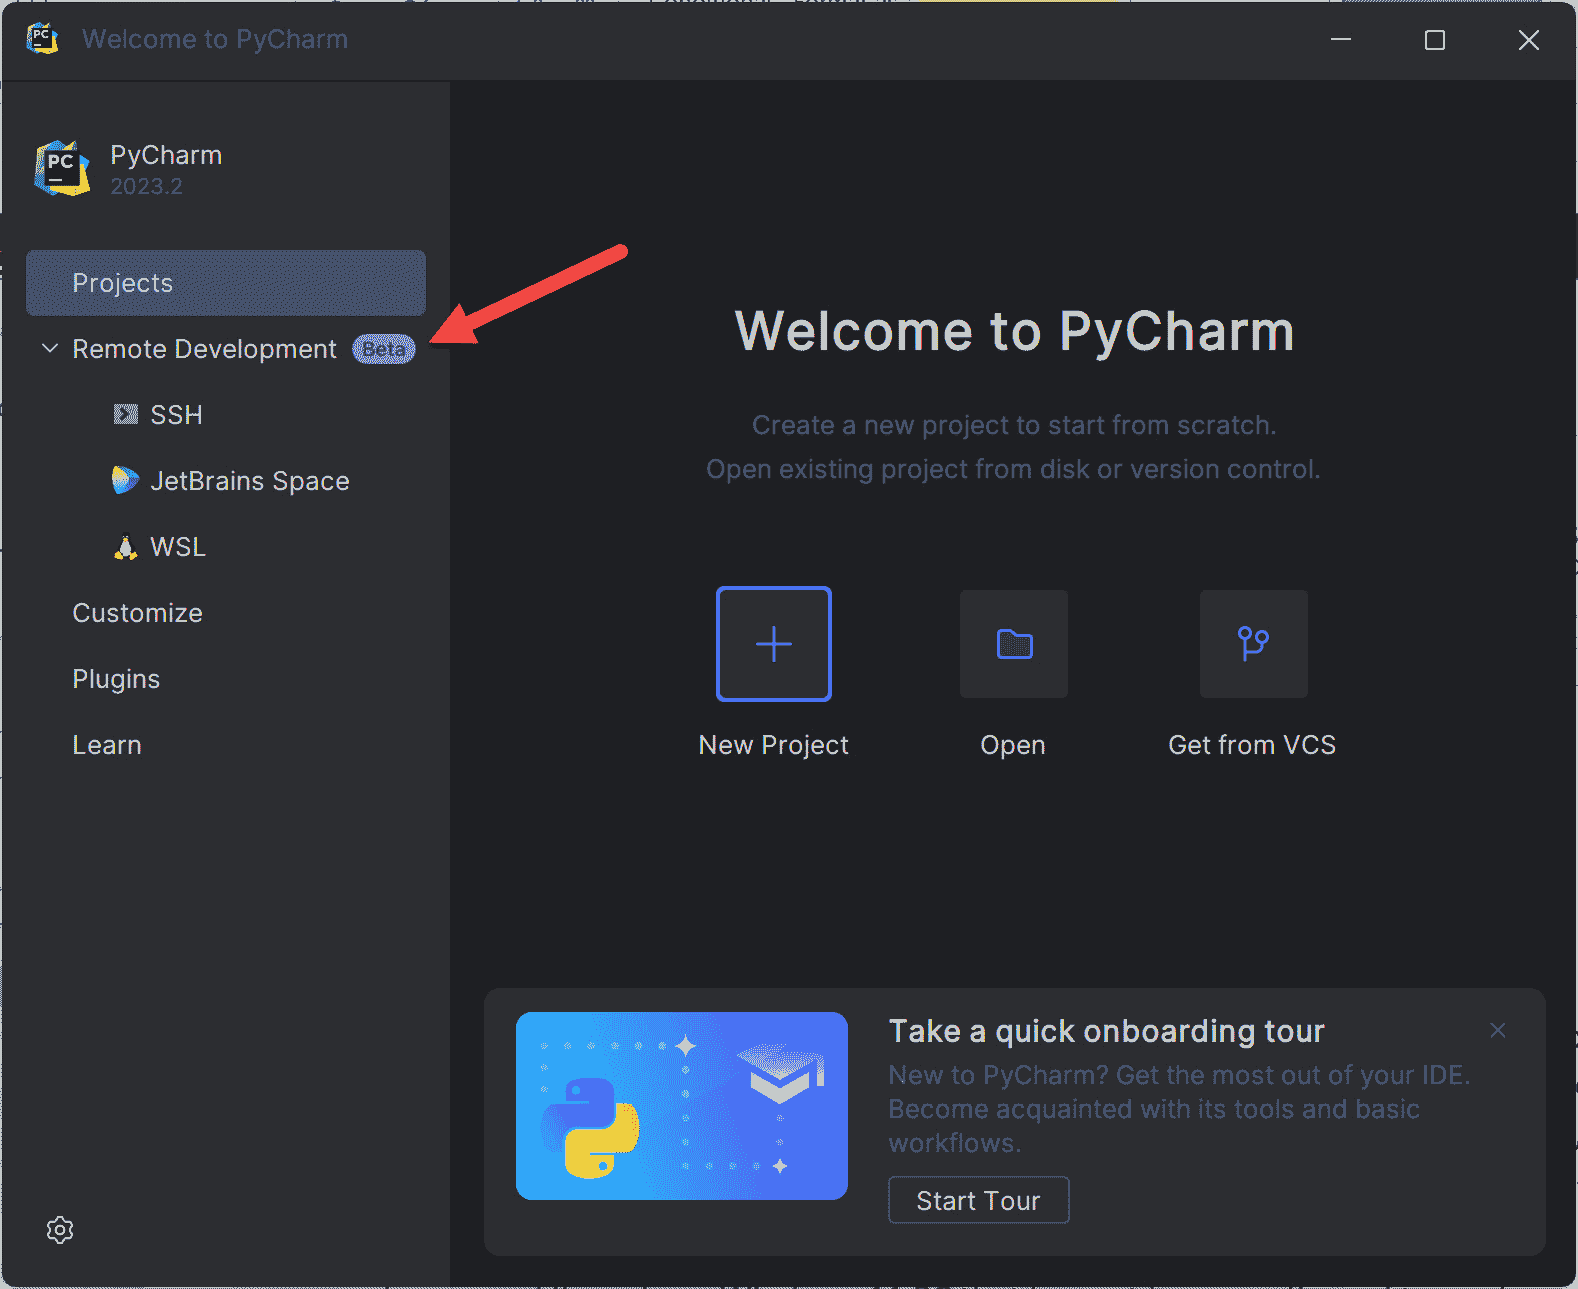 PC
Welcome to PyCharm
PC
PyCharm
2023.2
Projects
Remote Development Beta
SSH
JetBrains Space
WSL
Customize
Plugins
Learn
Welcome to PyCharm
Create a new project to start from scratch.
Open existing project from disk or version control.
New Project
Open
Get from VCS
Take a quick onboarding tour
New to PyCharm? Get the most out of your IDE.
Become acquainted with its tools and basic
workflows.
Start Tour